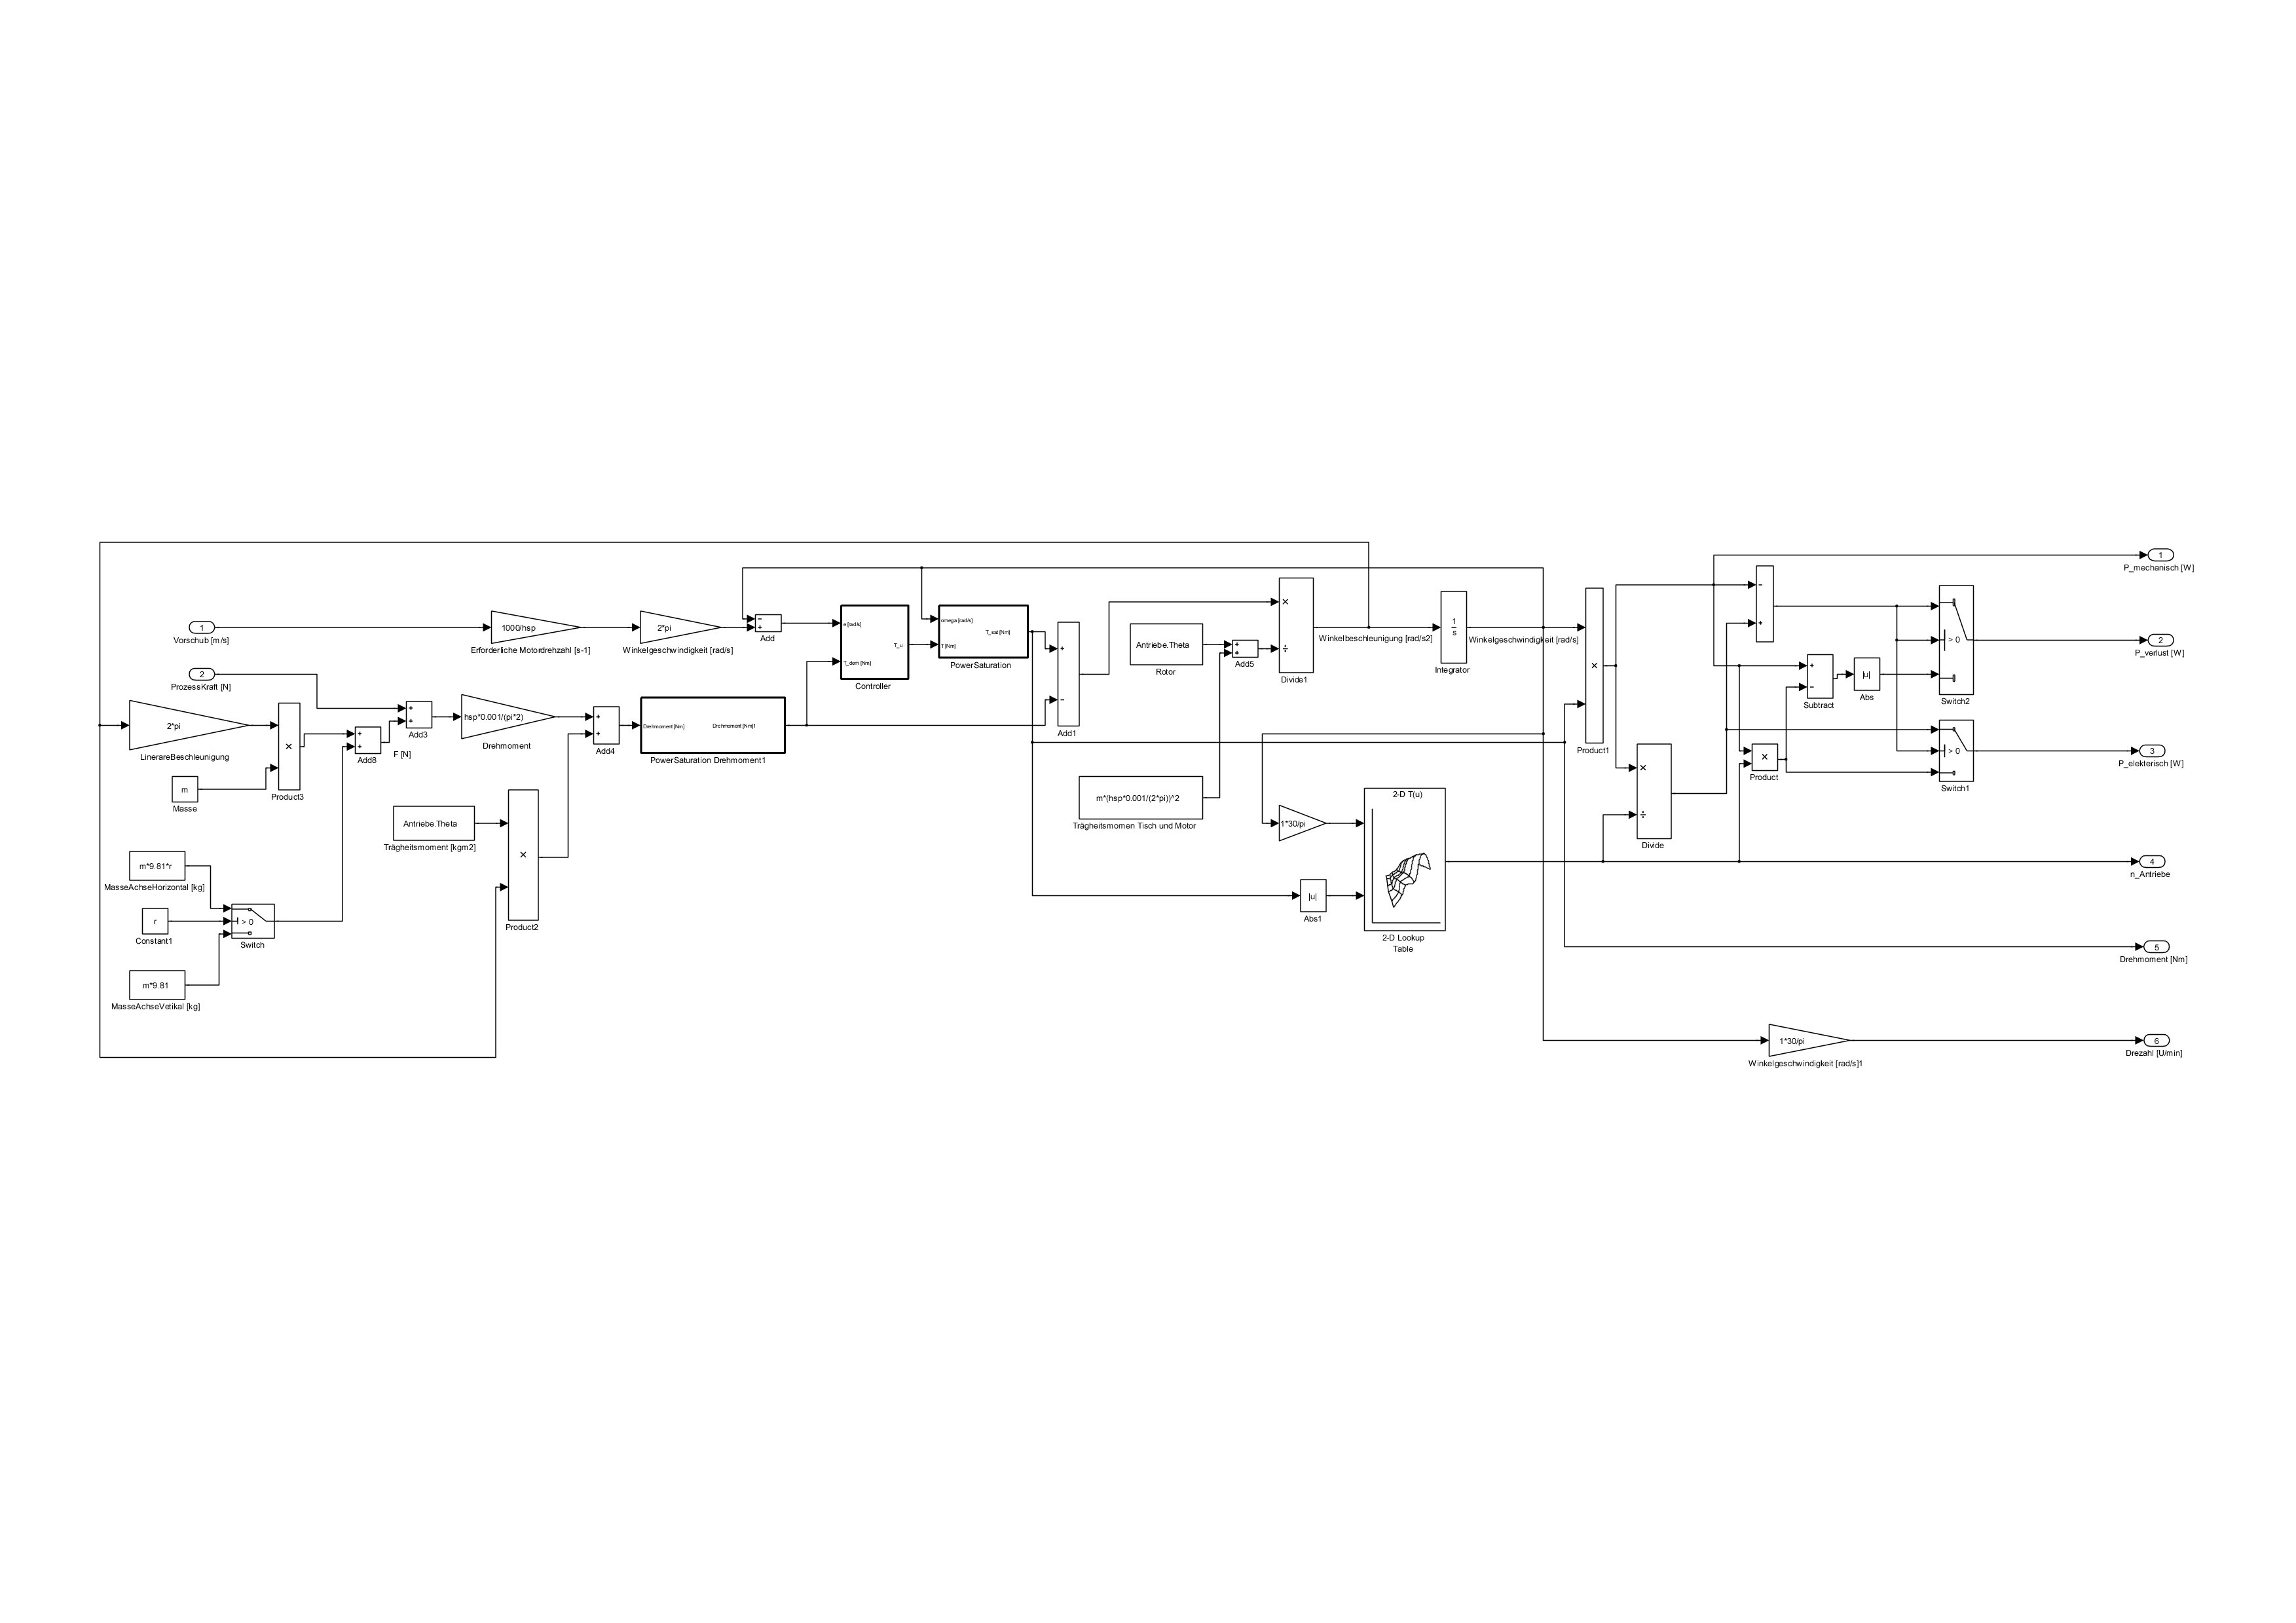 1
Vorschub [m/s]
1000/hsp
Erforderliche Motordrehzahl [s-1]
2*pi
Winkelgeschwindigkeit [rad/s]
−
+
Add
e [rad/s]
T_dem [Nm]
T_u
Controller
omega [rad/s]
T [Nm]
T_sat [Nm]
PowerSaturation
2
ProzessKraft [N]
2*pi
LinerareBeschleunigung
m
Masse
×
Product3
+
+
Add8
F [N]
+
+
Add3
hsp*0.001/(pi*2)
Drehmoment
+
+
Add4
Drehmoment [Nm]
Drehmoment [Nm]1
PowerSaturation Drehmoment1
Antriebe.Theta
Trägheitsmoment [kgm2]
×
Product2
m*9.81*r
MasseAchseHorizontal [kg]
r
Constant1
> 0
Switch
m*9.81
MasseAchseVetikal [kg]
+
−
Add1
Antriebe.Theta
Rotor
+
+
Add5
m*(hsp*0.001/(2*pi))^2
Trägheitsmomen Tisch und Motor
×
÷
Divide1
Winkelbeschleunigung [rad/s2]
1
s
Integrator
Winkelgeschwindigkeit [rad/s]
1*30/pi
|u|
Abs1
2-D T(u)
2-D Lookup
Table
×
Product1
×
÷
Divide
−
+
+
−
Subtract
|u|
Abs
×
Product
> 0
Switch2
> 0
Switch1
1*30/pi
Winkelgeschwindigkeit [rad/s]1
1
P_mechanisch [W]
2
P_verlust [W]
3
P_elekterisch [W]
4
n_Antriebe
5
Drehmoment [Nm]
6
Drezahl [U/min]